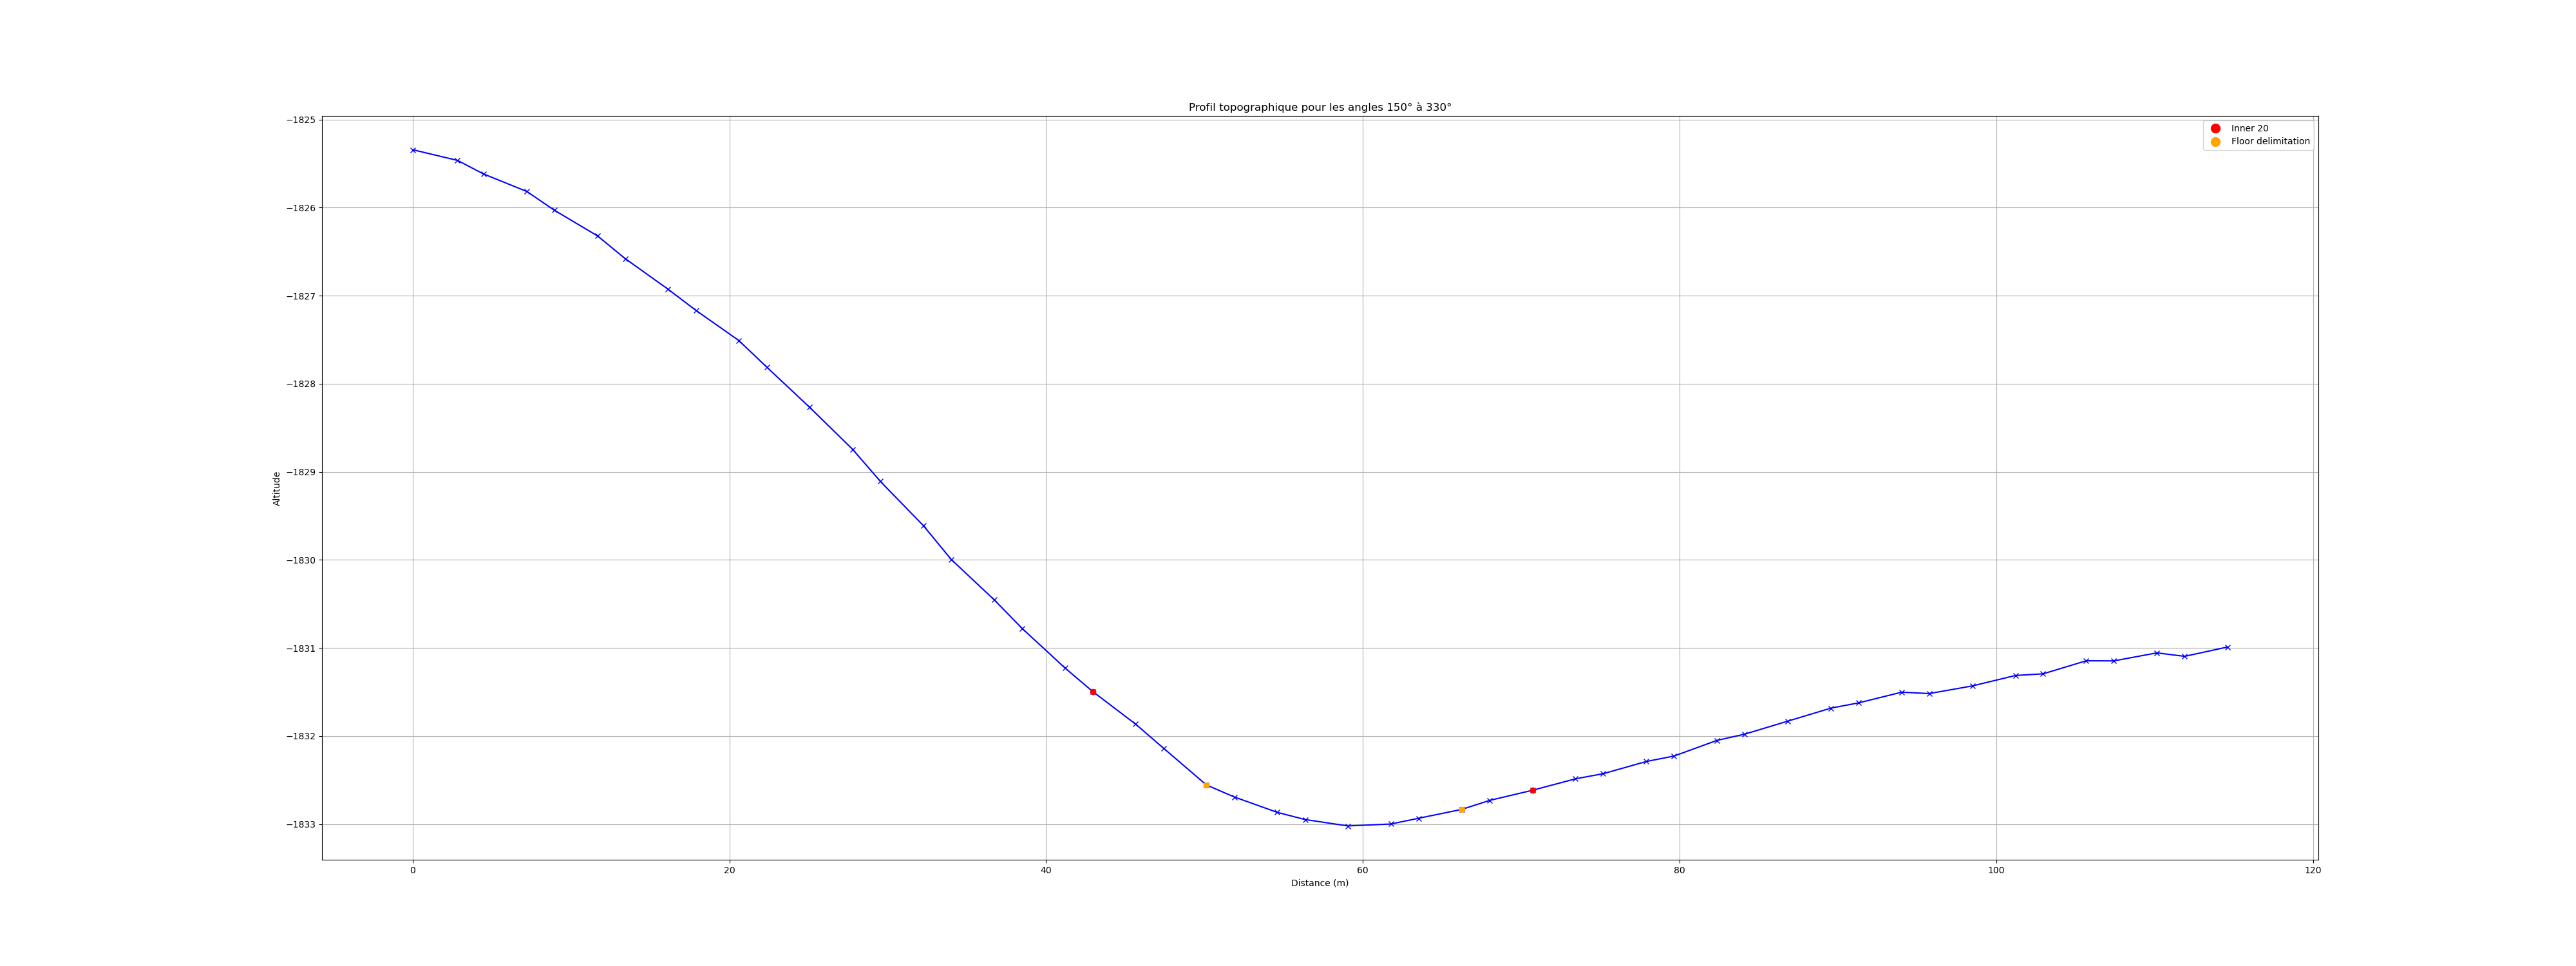 Profil topographique pour les angles 150° à 330°
Inner 20
Floor delimitation
−1825
−1826
−1827
−1828
−1829
−1830
−1831
−1832
−1833
Altitude
0 20 40 60 80 100 120
Distance (m)